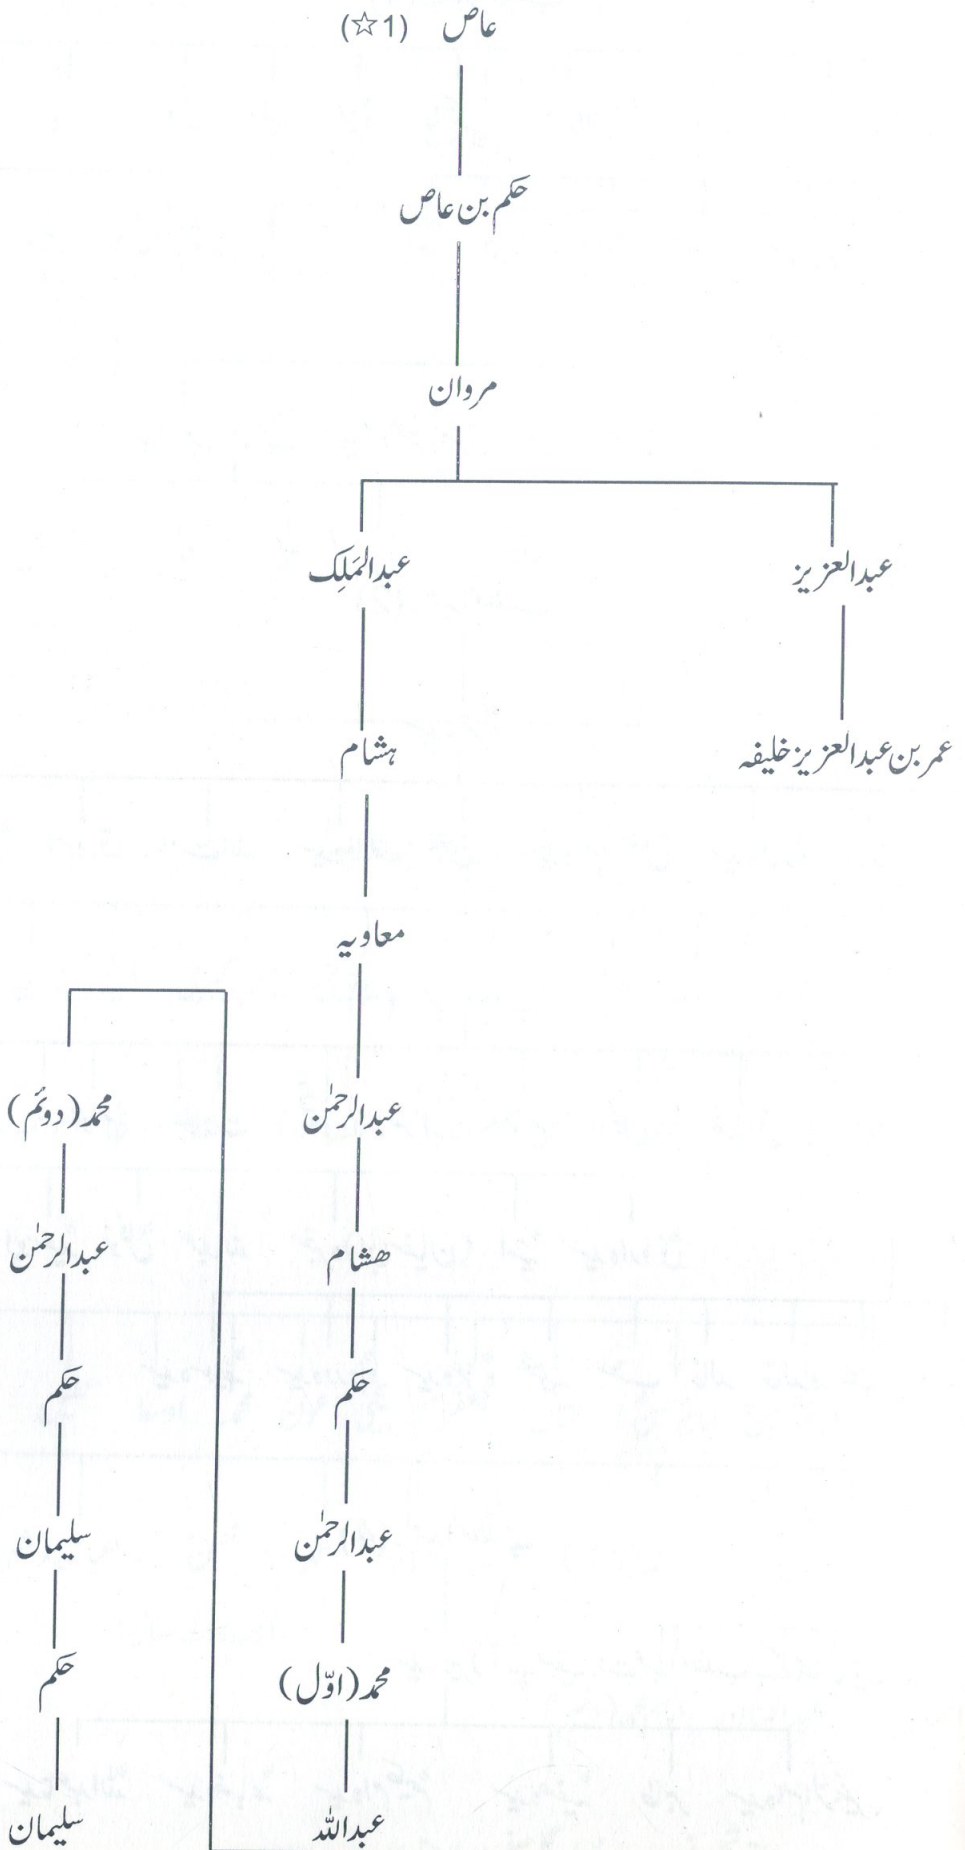 عاص (☆1)
حکم بن عاص
مروان
عبدالعزیز
عبدالمَلِک
عمر بن عبدالعزیز خلیفہ
ہشام
معاویہ
عبدالرحمٰن
ھشام
حکم
عبدالرحمٰن
محمد (اوّل)
عبداللہ
محمد (دوئم)
عبدالرحمٰن
حکم
سلیمان
حکم
سلیمان